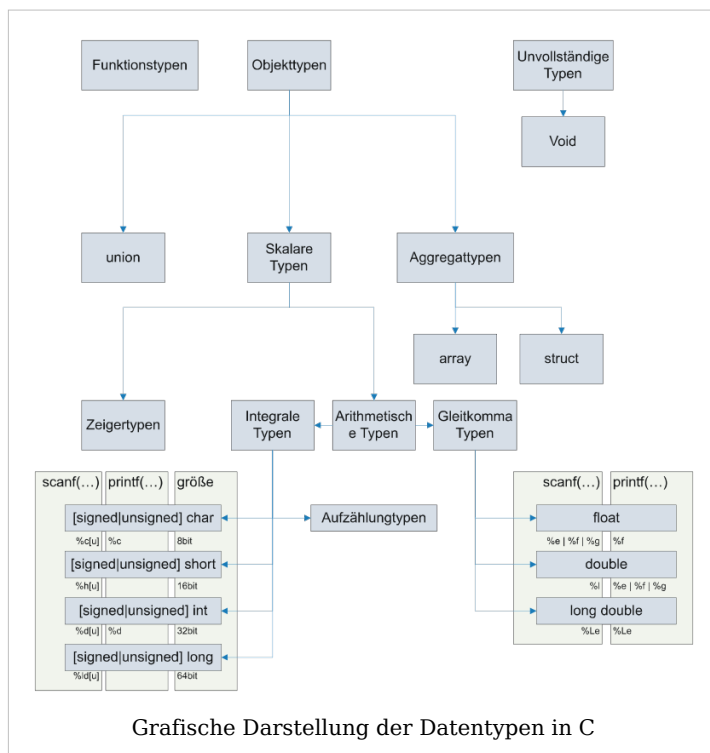 Funktionstypen
Objekttypen
Unvollständige
Typen
Void
union
Skalare
Typen
Aggregattypen
array
struct
Zeigertypen
Integrale
Typen
Arithmetisch
e Typen
Gleitkomma
Typen
scanf(…) printf(…) größe
[signed|unsigned] char
%c[u] %c 8bit
[signed|unsigned] short
%h[u] 16bit
[signed|unsigned] int
%d[u] %d 32bit
[signed|unsigned] long
%ld[u] 64bit
Aufzählungtypen
scanf(…) printf(…)
float
%e | %f | %g %f
double
%l %e | %f | %g
long double
%Le %Le
Grafische Darstellung der Datentypen in C